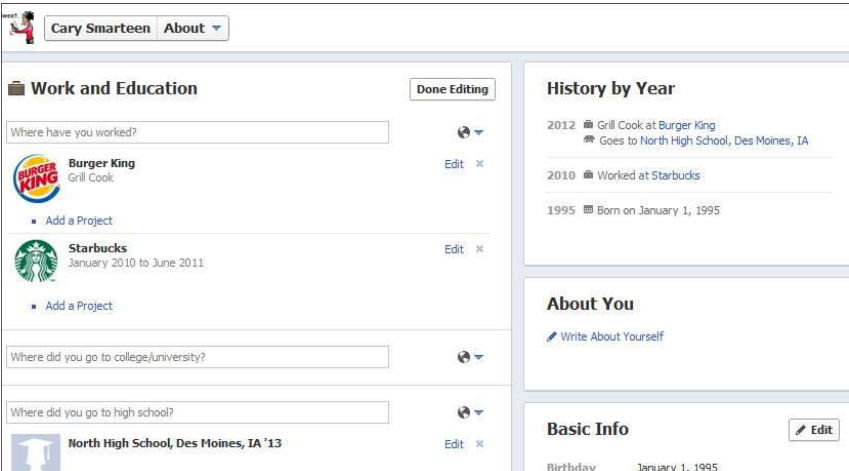 Cary Smarteen About
Work and Education
Done Editing
Where have you worked?
BURGER
KING
Burger King
Edit
Grill Cook
Add a Project
Starbucks
Edit
January 2010 to June 2011
Add a Project
Where did you go to college/university?
Where did you go to high school?
North High School, Des Moines, IA '13
Edit
History by Year
2012 Grill Cook at Burger King
Goes to North High School, Des Moines, IA
2010 Worked at Starbucks
1995 Born on January 1, 1995
About You
Write About Yourself
Basic Info
Edit
Birthday January 1, 1995